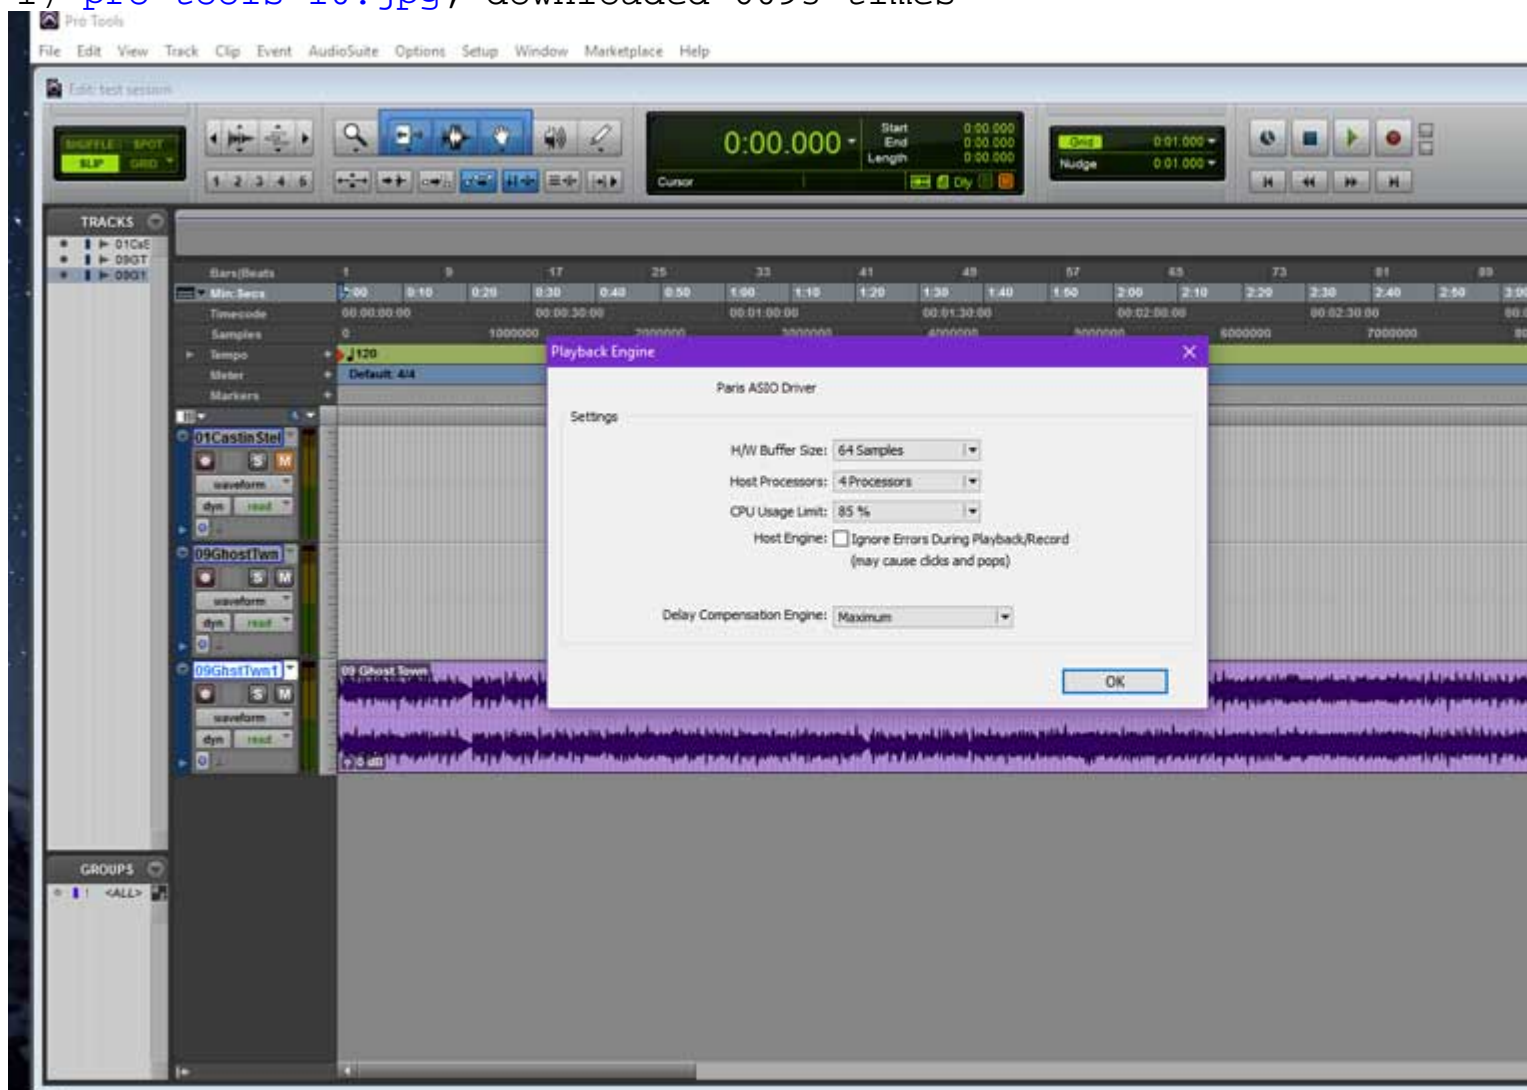 Pro Tools
File Edit View Track Clip Event AudioSuite Options Setup Window Marketplace Help
Edit: test session
SHUFFLE SPOT
SLIP GRID
1 2 3 4 5
0:00.000
Start 0:00.000
End 0:00.000
Length 0:00.000
Cursor
Dly
Grid 0:01.000
Nudge 0:01.000
TRACKS
01CsS
09GT
09G1
Bars|Beats 1 9 17 25 33 41 49 57 65 73 81 89
Min:Secs 0:00 0:10 0:20 0:30 0:40 0:50 1:00 1:10 1:20 1:30 1:40 1:50 2:00 2:10 2:20 2:30 2:40 2:50
Timecode 00:00:00:00 00:00:30:00 00:01:00:00 00:01:30:00 00:02:00:00 00:02:30:00
Samples 0 1000000 2000000 3000000 4000000 5000000 6000000 7000000
Tempo 120
Meter Default: 4/4
Markers
Playback Engine
Paris ASIO Driver
Settings
H/W Buffer Size: 64 Samples
Host Processors: 4 Processors
CPU Usage Limit: 85 %
Host Engine: Ignore Errors During Playback/Record
(may cause clicks and pops)
Delay Compensation Engine: Maximum
OK
01CastinStel
S M
waveform
dyn read
09GhostTwn
S M
waveform
dyn read
09GhstTwn1
S M
waveform
dyn read
09 Ghost Town
0 dB
GROUPS
! <ALL>